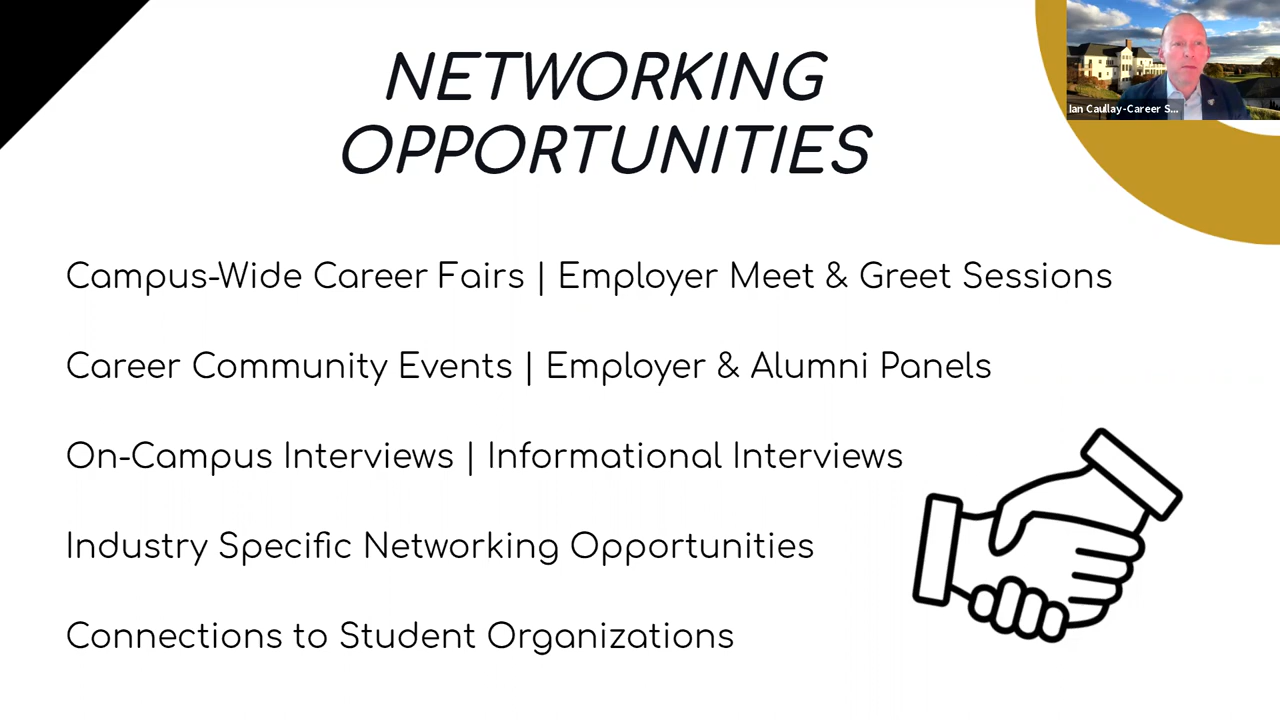 NETWORKING
OPPORTUNITIES
Ian Caullay-Career S...
Campus-Wide Career Fairs | Employer Meet & Greet Sessions
Career Community Events | Employer & Alumni Panels
On-Campus Interviews | Informational Interviews
Industry Specific Networking Opportunities
Connections to Student Organizations